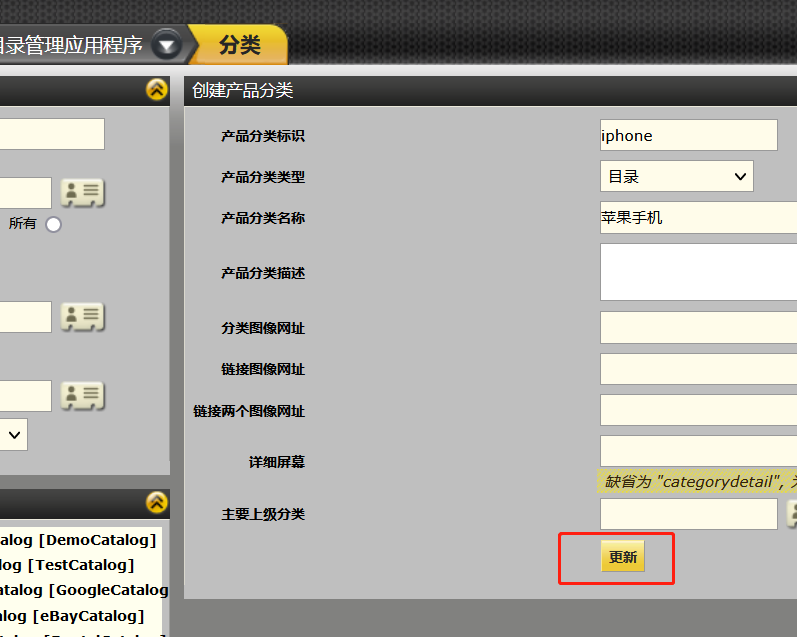 目录管理应用程序 分类
创建产品分类
产品分类标识 iphone
产品分类类型 目录
产品分类名称 苹果手机
所有
产品分类描述
分类图像网址
链接图像网址
链接两个图像网址
详细屏幕
缺省为 "categorydetail",
主要上级分类
更新
alog [DemoCatalog]
log [TestCatalog]
atalog [GoogleCatalog
alog [eBayCatalog]